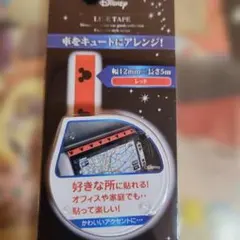 Disney
LINE TAPE
車をキュートにアレンジ!
幅12mm 長さ5m
レッド
好きな所に貼れる!
オフィスや家庭でも、
貼って楽しい!
かわいいアクセントに…